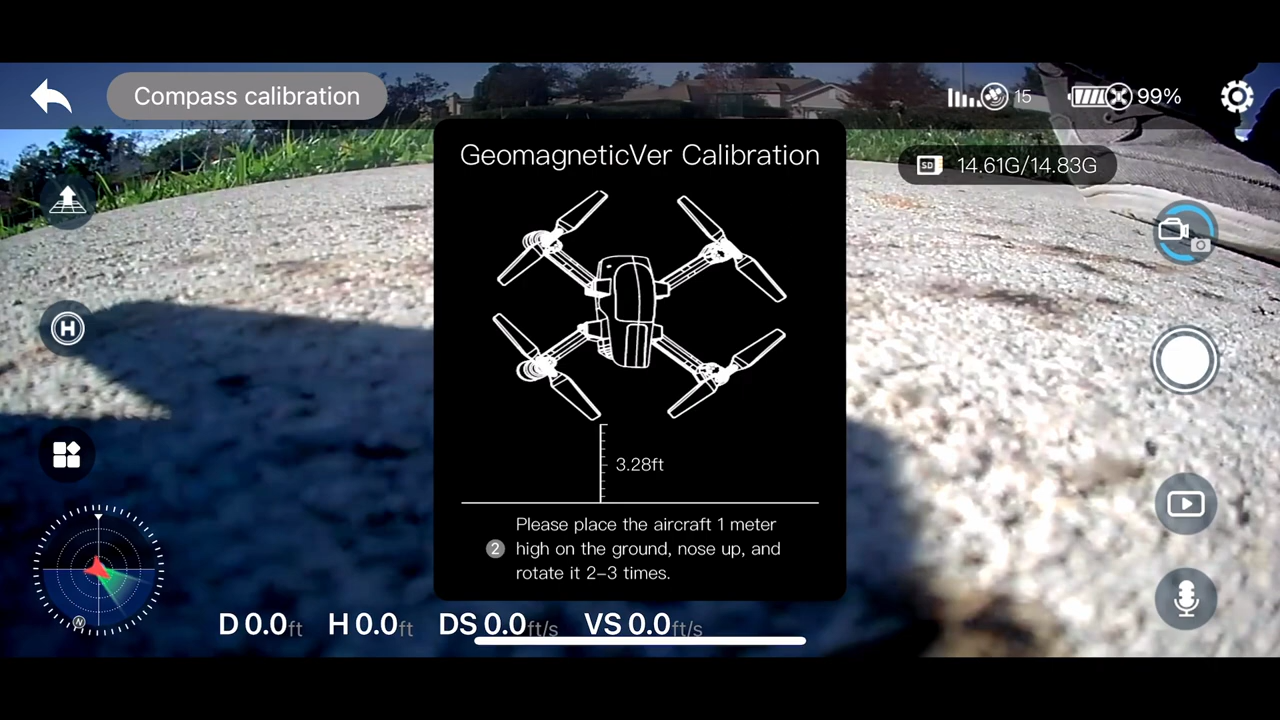 Compass calibration
15
99%
SD 14.61G/14.83G
GeomagneticVer Calibration
H
3.28ft
2 Please place the aircraft 1 meter
high on the ground, nose up, and
rotate it 2-3 times.
N
D 0.0ft H 0.0ft DS 0.0ft/s VS 0.0ft/s